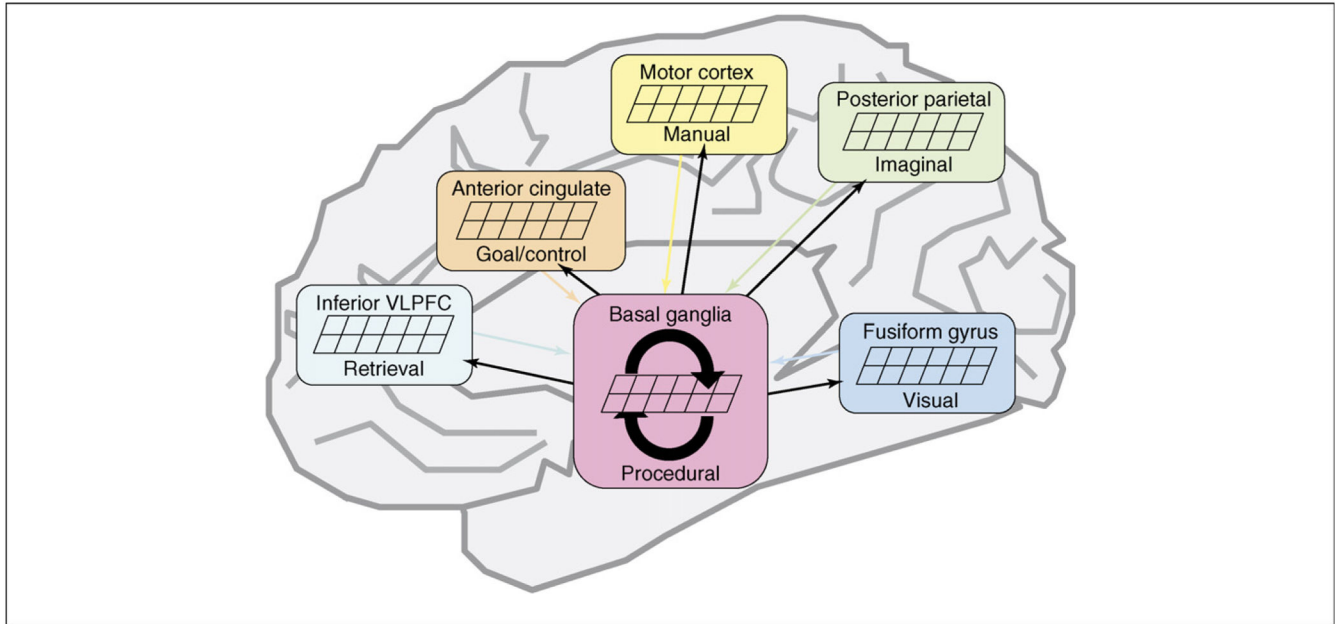 Motor cortex
Manual
Posterior parietal
Imaginal
Anterior cingulate
Goal/control
Inferior VLPFC
Retrieval
Basal ganglia
Procedural
Fusiform gyrus
Visual